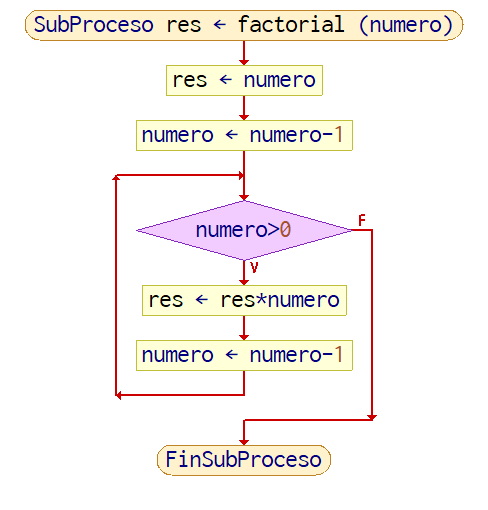 SubProceso res ← factorial (numero)
res ← numero
numero ← numero-1
numero>0
F
V
res ← res*numero
numero ← numero-1
FinSubProceso